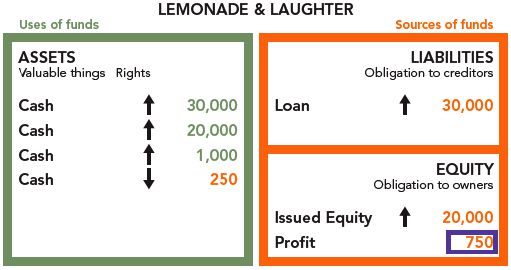 LEMONADE & LAUGHTER
Uses of funds
Sources of funds
ASSETS
Valuable things Rights
Cash 30,000
Cash 20,000
Cash 1,000
Cash 250
LIABILITIES
Obligation to creditors
Loan 30,000
EQUITY
Obligation to owners
Issued Equity 20,000
Profit 750